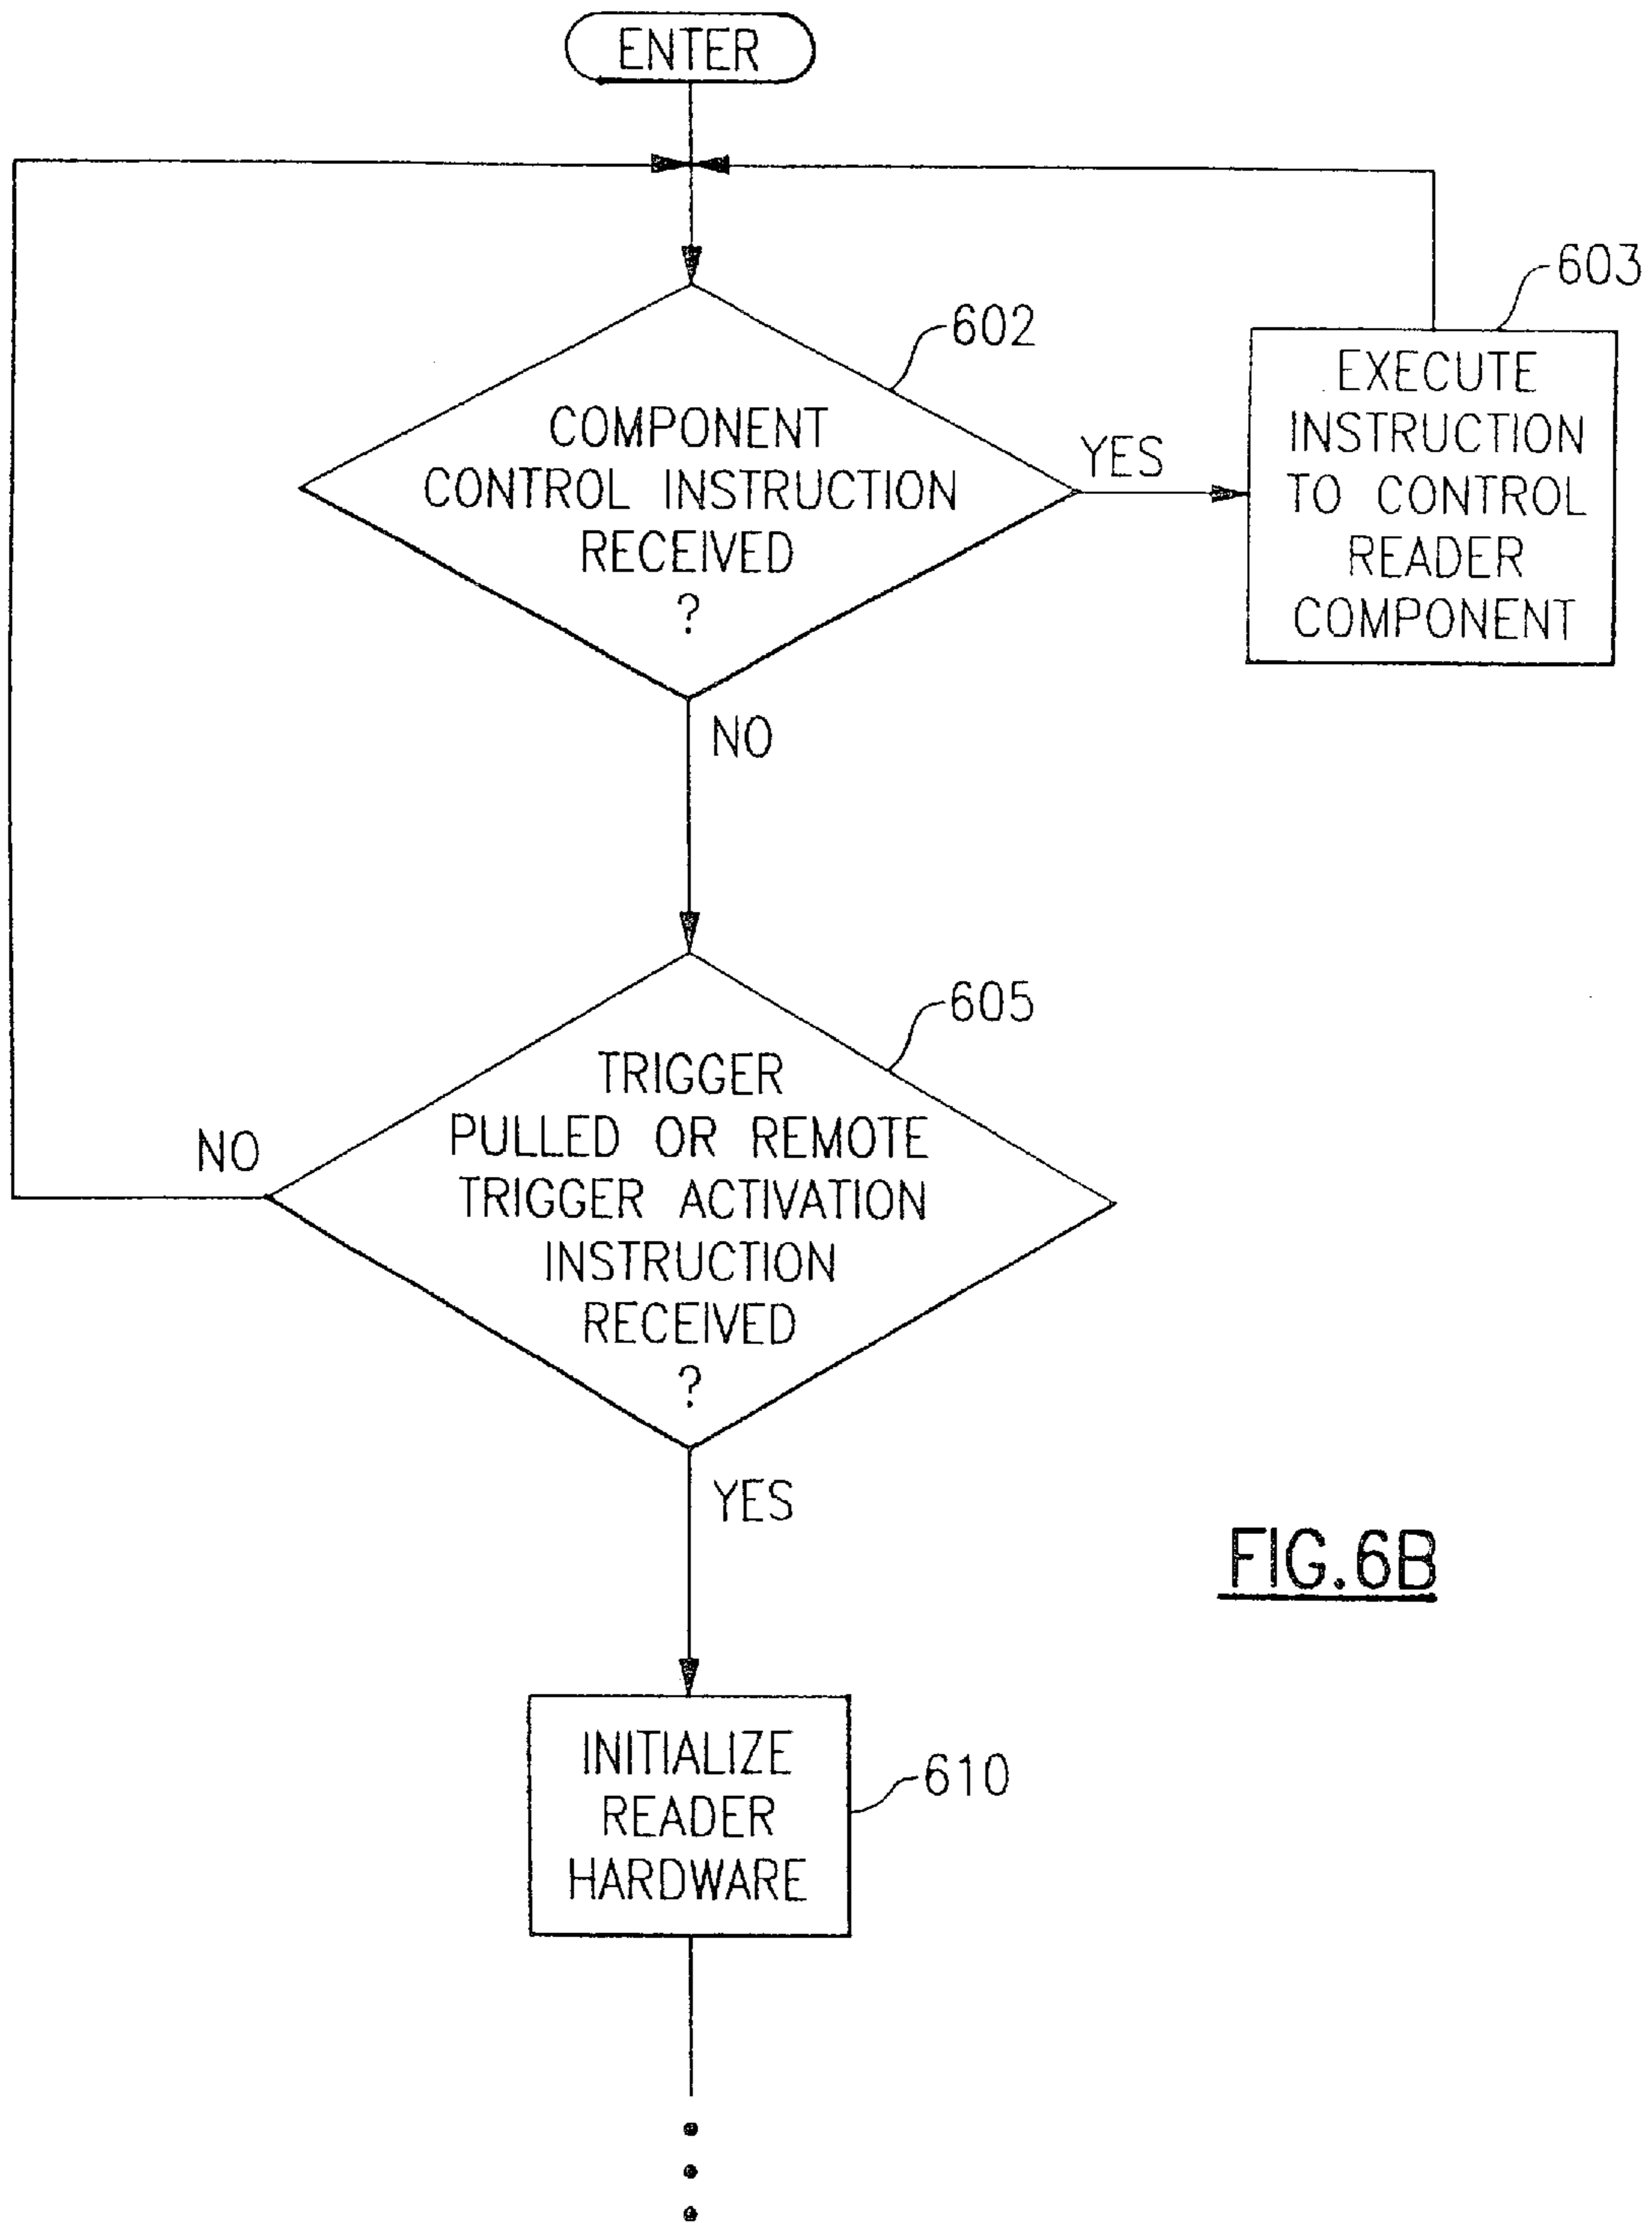 ENTER
602
603
COMPONENT
CONTROL INSTRUCTION
RECEIVED
?
YES
EXECUTE
INSTRUCTION
TO CONTROL
READER
COMPONENT
NO
605
TRIGGER
PULLED OR REMOTE
TRIGGER ACTIVATION
INSTRUCTION
RECEIVED
?
NO
YES
FIG.6B
INITIALIZE
READER
HARDWARE
610